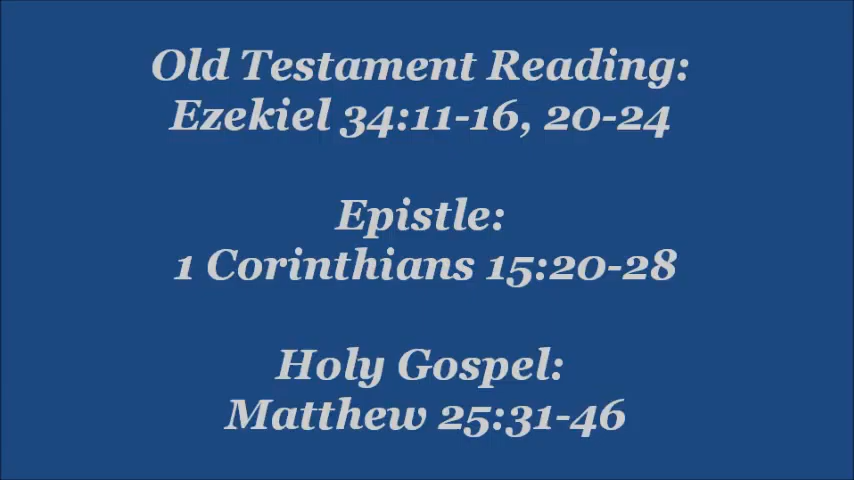 Old Testament Reading:
Ezekiel 34:11-16, 20-24
Epistle:
1 Corinthians 15:20-28
Holy Gospel:
Matthew 25:31-46